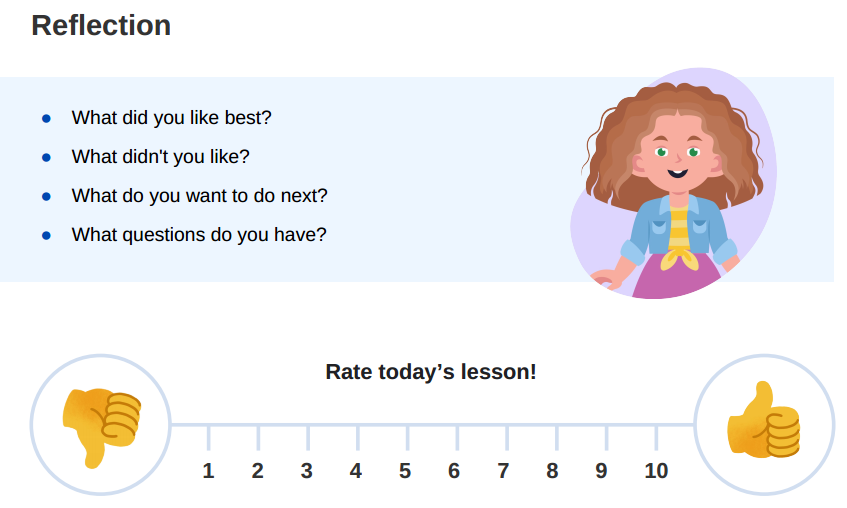 Reflection
What did you like best?
What didn't you like?
What do you want to do next?
What questions do you have?
Rate today’s lesson!
1 2 3 4 5 6 7 8 9 10